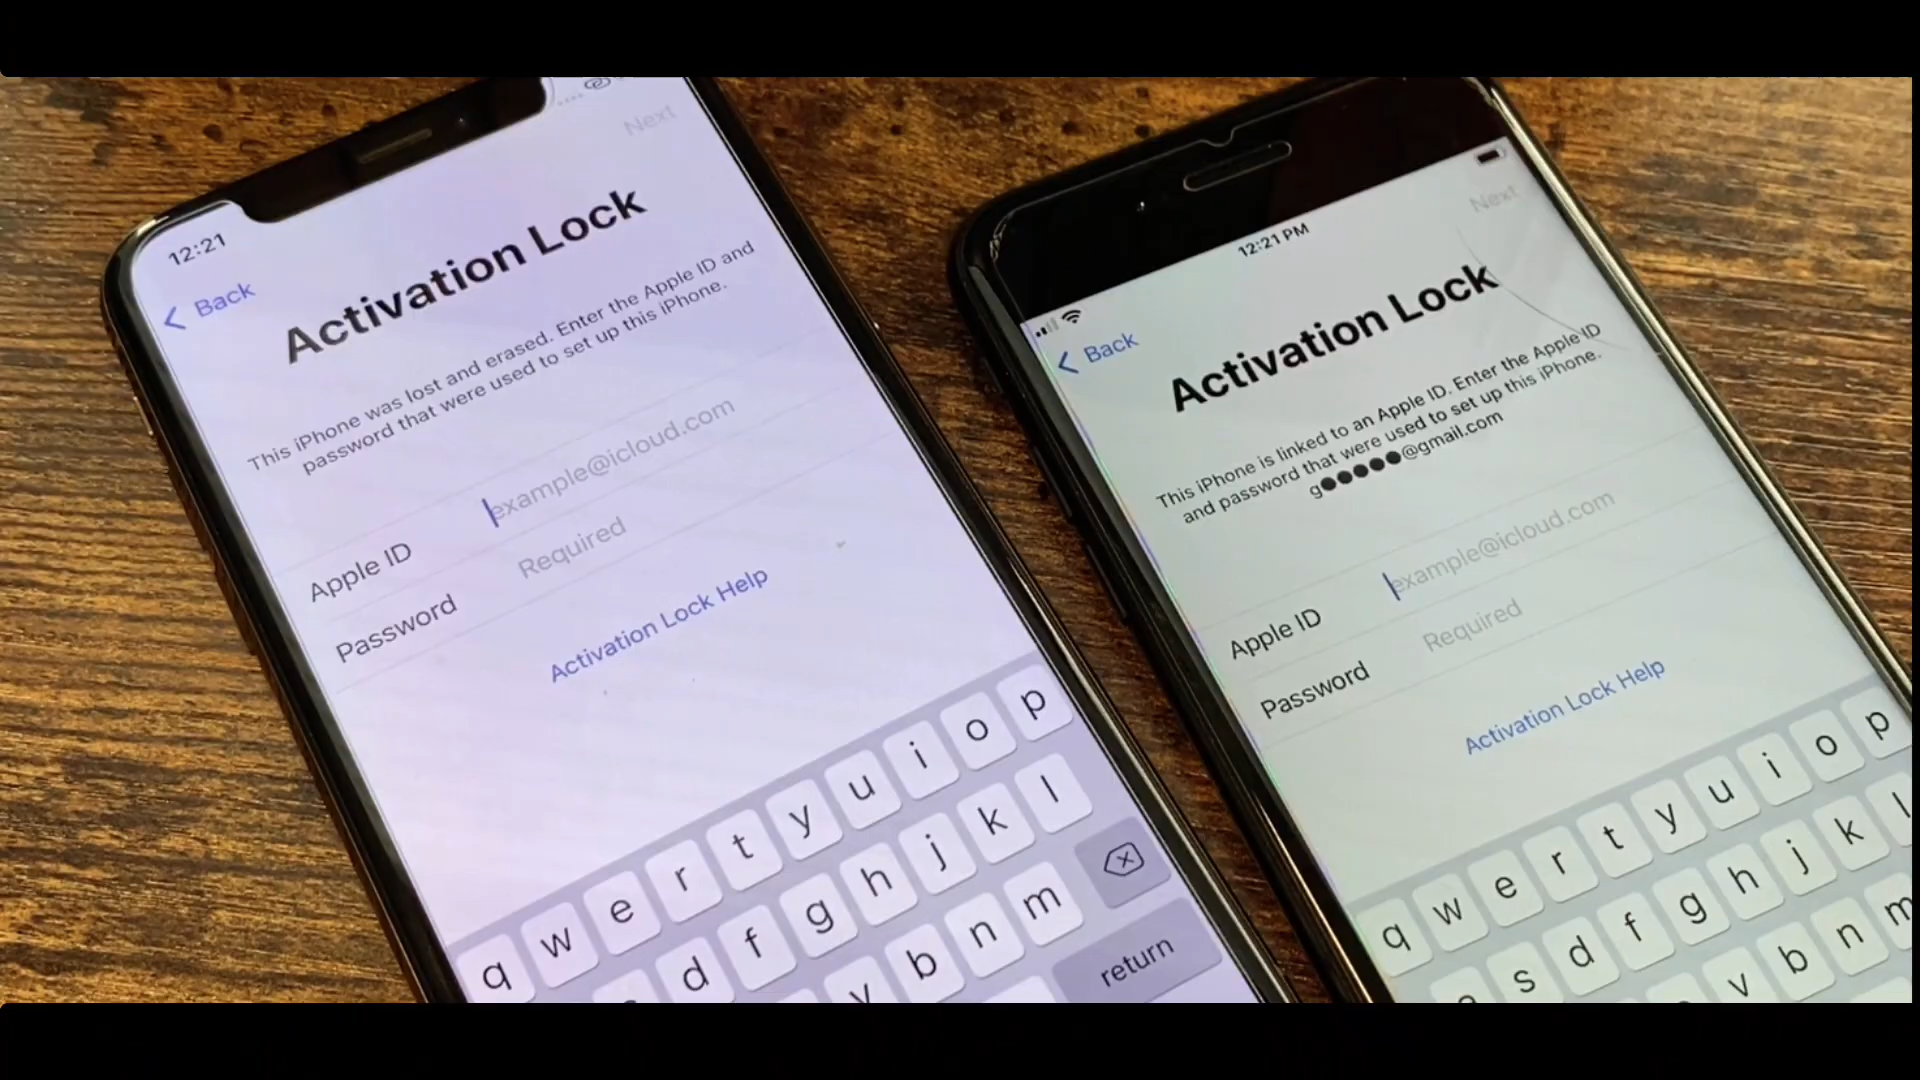 12:21
Next
Back
Activation Lock
This iPhone was lost and erased. Enter the Apple ID and
password that were used to set up this iPhone.
Apple ID example@icloud.com
Password Required
Activation Lock Help
q w e r t y u i o p
d f g h j k l
v b n m
return
12:21 PM
Next
Back
Activation Lock
This iPhone is linked to an Apple ID. Enter the Apple ID
and password that were used to set up this iPhone.
g●●●●●@gmail.com
Apple ID example@icloud.com
Password Required
Activation Lock Help
q w e r t y u i o p
s d f g h j k l
v b n m